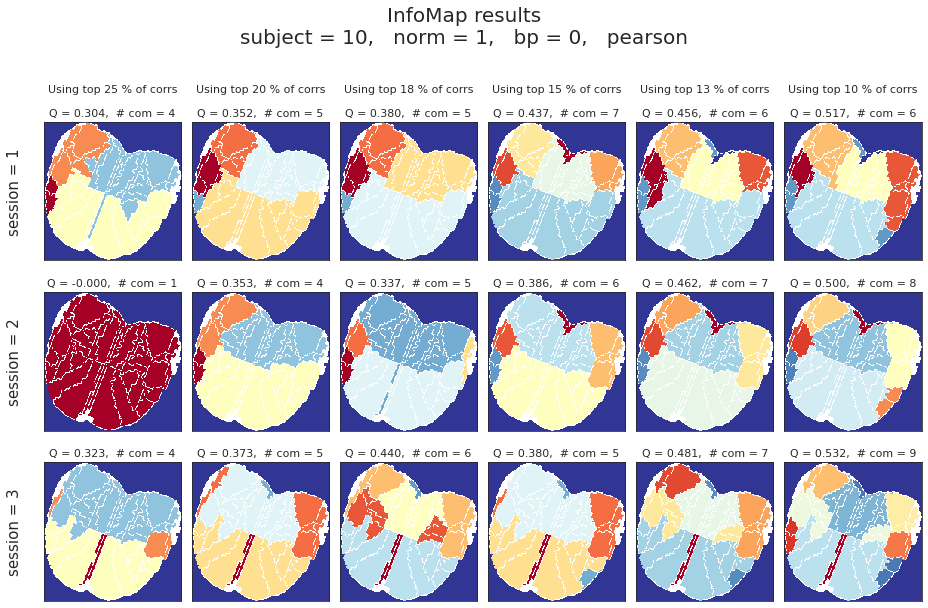 InfoMap results
subject = 10,   norm = 1,   bp = 0,   pearson
Using top 25 % of corrs
Using top 20 % of corrs
Using top 18 % of corrs
Using top 15 % of corrs
Using top 13 % of corrs
Using top 10 % of corrs
session = 1
Q = 0.304,  # com = 4
Q = 0.352,  # com = 5
Q = 0.380,  # com = 5
Q = 0.437,  # com = 7
Q = 0.456,  # com = 6
Q = 0.517,  # com = 6
session = 2
Q = -0.000,  # com = 1
Q = 0.353,  # com = 4
Q = 0.337,  # com = 5
Q = 0.386,  # com = 6
Q = 0.462,  # com = 7
Q = 0.500,  # com = 8
session = 3
Q = 0.323,  # com = 4
Q = 0.373,  # com = 5
Q = 0.440,  # com = 6
Q = 0.380,  # com = 5
Q = 0.481,  # com = 7
Q = 0.532,  # com = 9